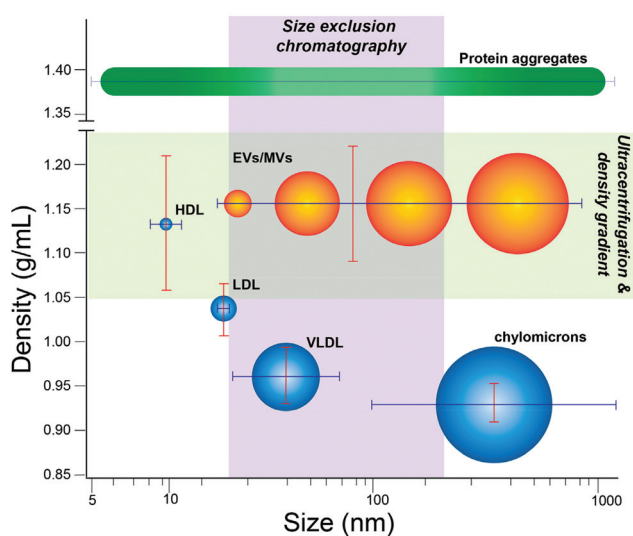 Size exclusion
chromatography
Protein aggregates
1.40
1.35
1.20
1.15
1.10
1.05
1.00
0.95
0.90
0.85
Density (g/mL)
EVs/MVs
HDL
LDL
VLDL
chylomicrons
Ultracentrifugation &
density gradient
5 10 100 1000
Size (nm)